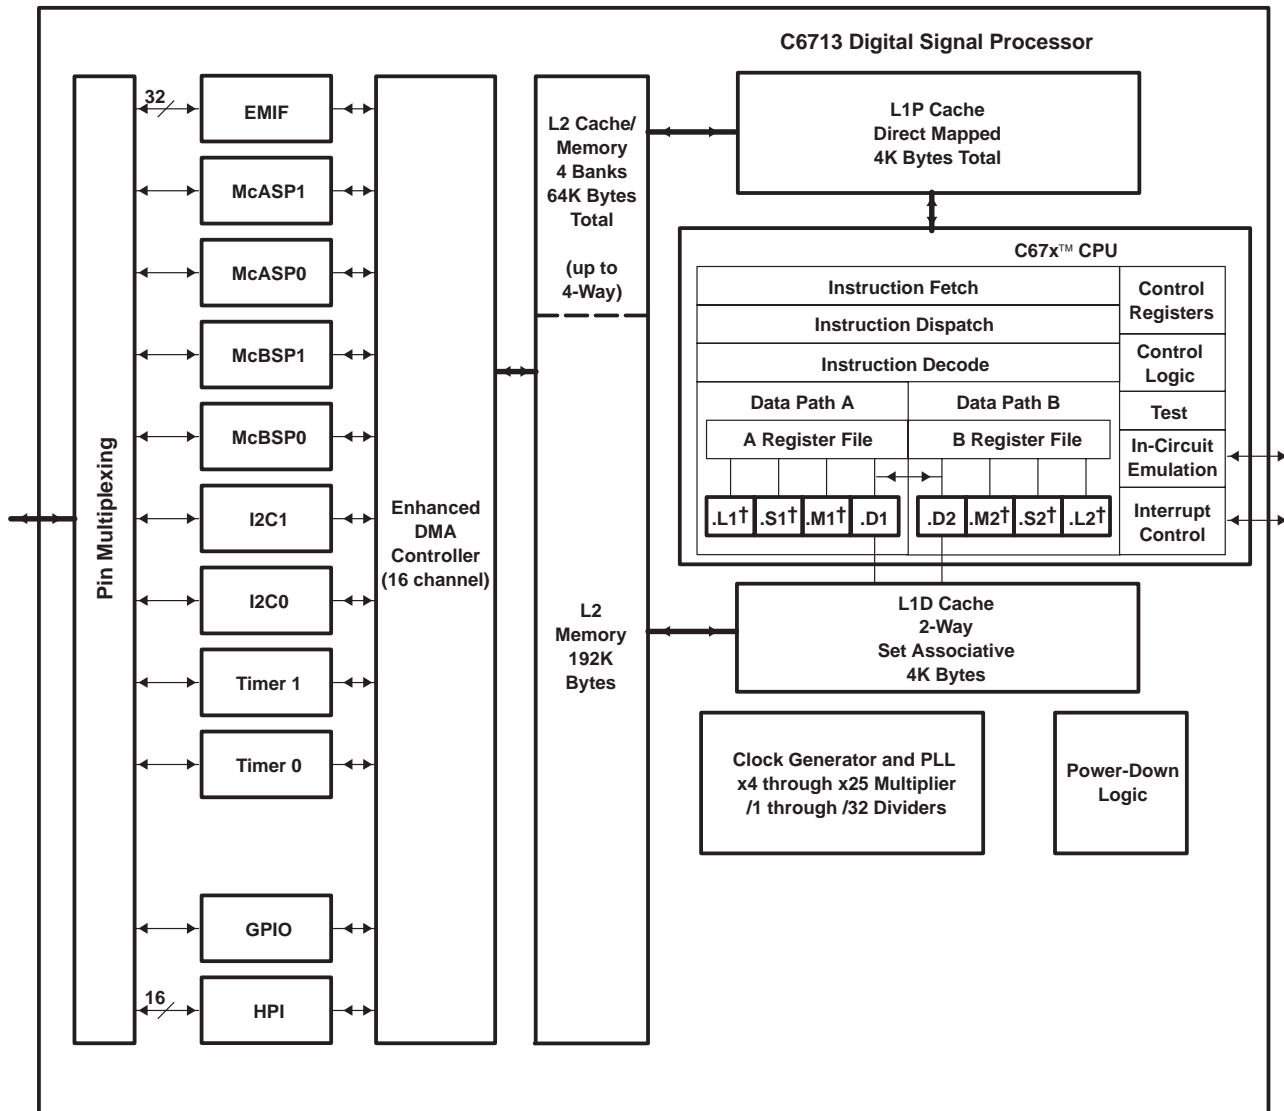 C6713 Digital Signal Processor
Pin Multiplexing
32
EMIF
McASP1
McASP0
McBSP1
McBSP0
I2C1
I2C0
Timer 1
Timer 0
GPIO
16
HPI
Enhanced
DMA
Controller
(16 channel)
L2 Cache/
Memory
4 Banks
64K Bytes
Total
(up to
4-Way)
L2
Memory
192K
Bytes
L1P Cache
Direct Mapped
4K Bytes Total
C67x™ CPU
Instruction Fetch
Instruction Dispatch
Instruction Decode
Data Path A
Data Path B
A Register File
B Register File
.L1†
.S1†
.M1†
.D1
.D2
.M2†
.S2†
.L2†
Control
Registers
Control
Logic
Test
In-Circuit
Emulation
Interrupt
Control
L1D Cache
2-Way
Set Associative
4K Bytes
Clock Generator and PLL
x4 through x25 Multiplier
/1 through /32 Dividers
Power-Down
Logic